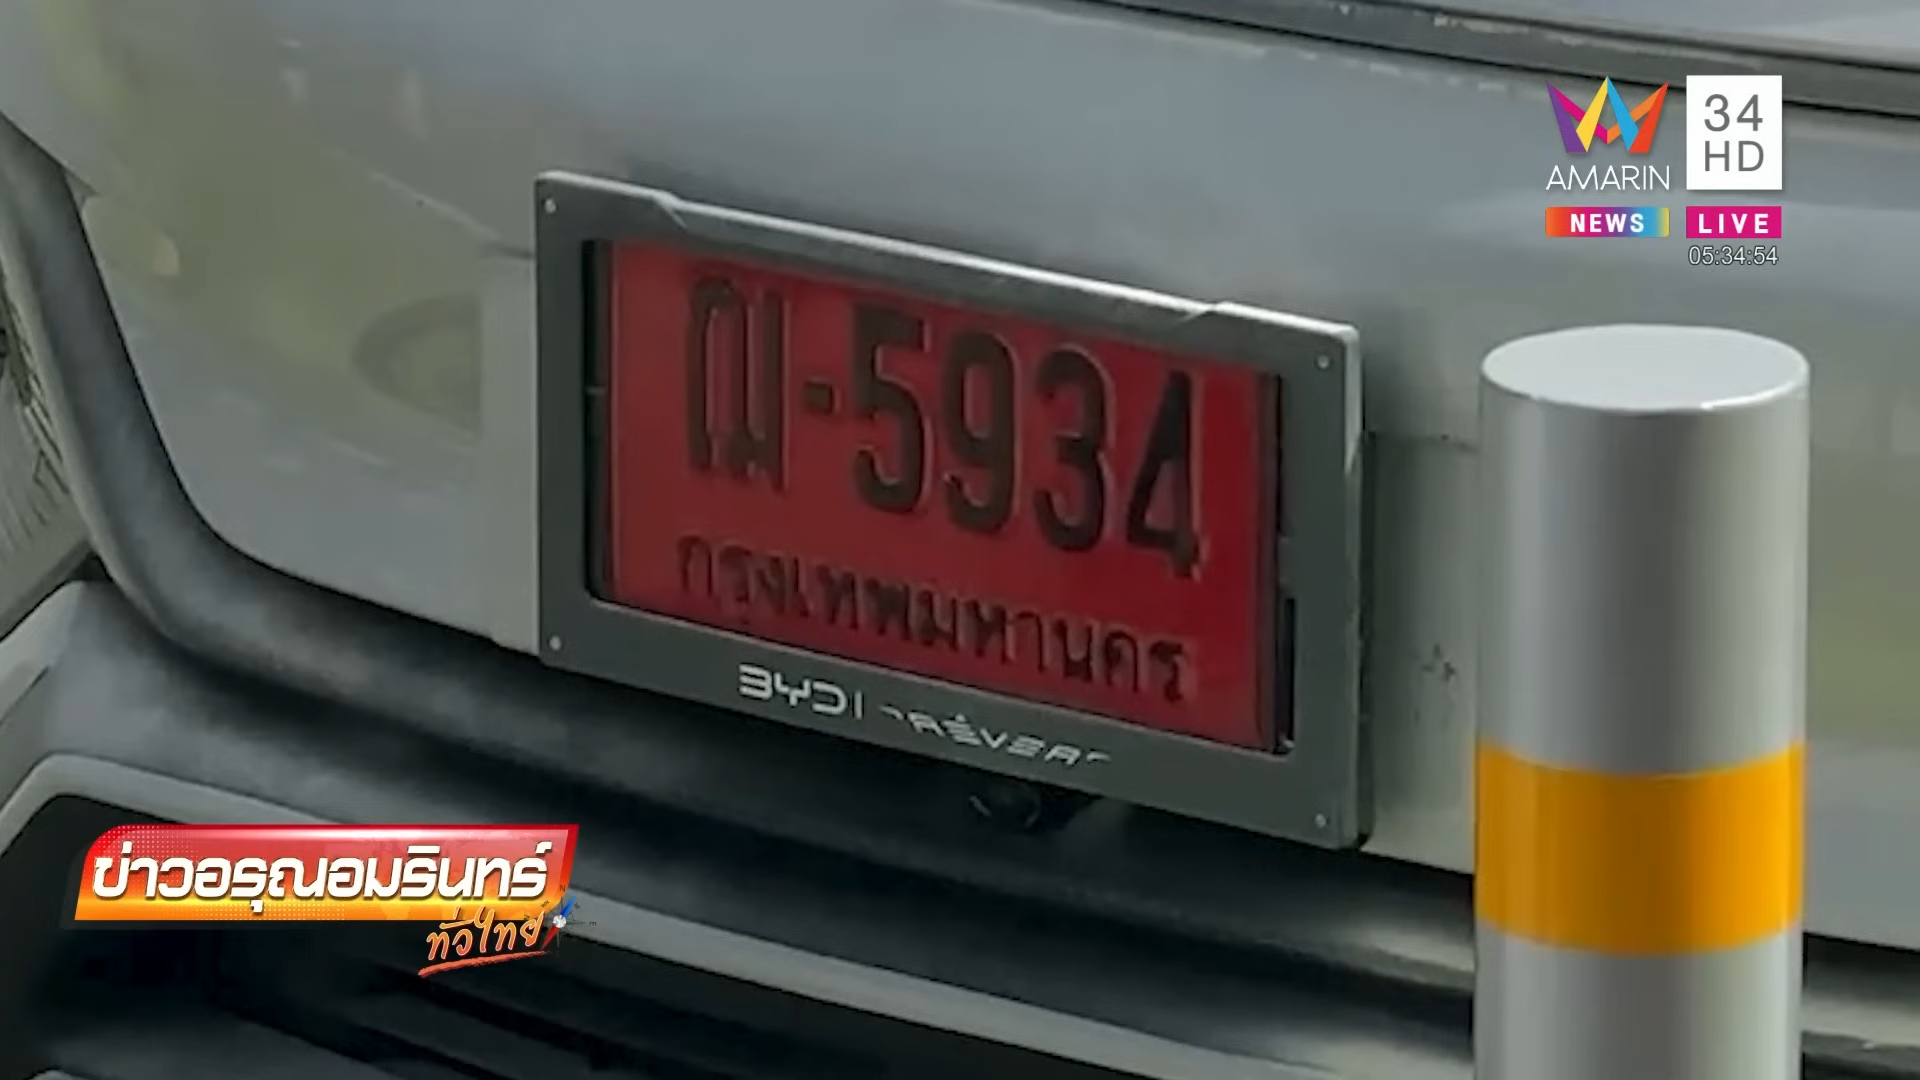 AMARIN
34
HD
NEWS
LIVE
05:34:54
ฌ-5934
กรุงเทพมหานคร
BYD | RÊVER
ข่าวอรุณอมรินทร์
ทั่วไทย